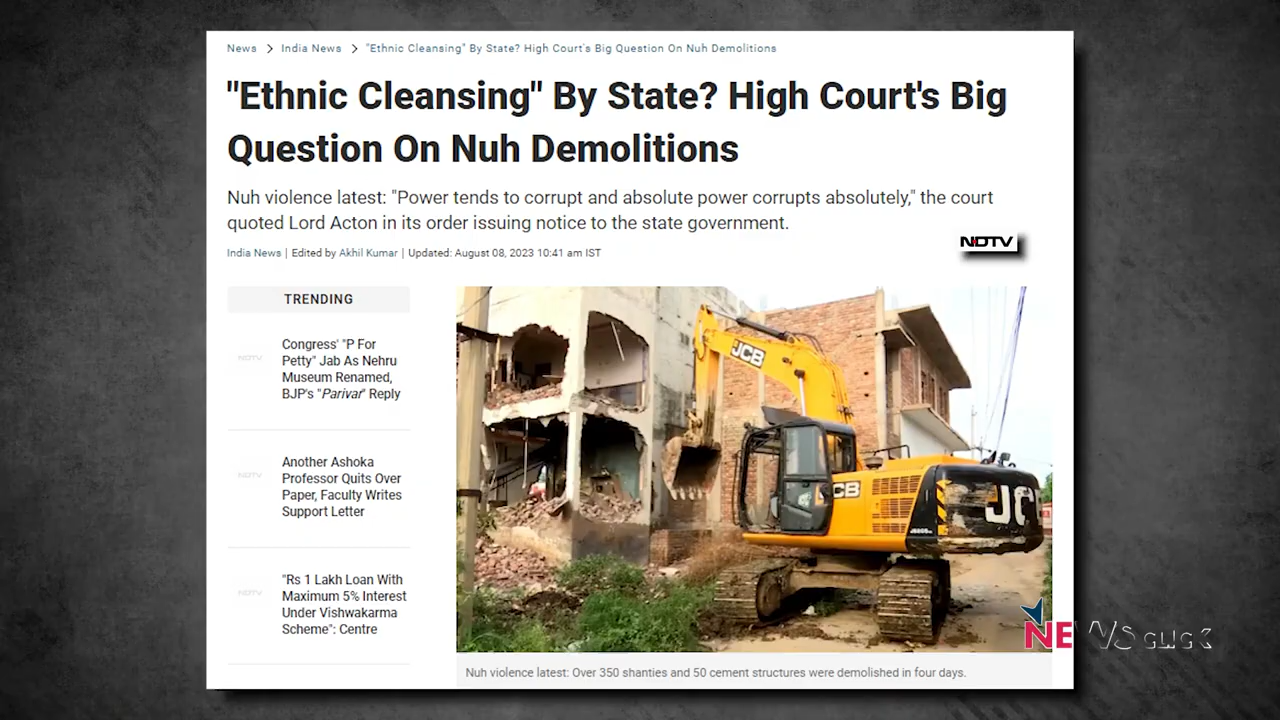 News > India News > "Ethnic Cleansing" By State? High Court's Big Question On Nuh Demolitions
"Ethnic Cleansing" By State? High Court's Big
Question On Nuh Demolitions
Nuh violence latest: "Power tends to corrupt and absolute power corrupts absolutely," the court
quoted Lord Acton in its order issuing notice to the state government.
India News | Edited by Akhil Kumar | Updated: August 08, 2023 10:41 am IST
NDTV
TRENDING
NDTV
Congress' "P For
Petty" Jab As Nehru
Museum Renamed,
BJP's "Parivar" Reply
NDTV
Another Ashoka
Professor Quits Over
Paper, Faculty Writes
Support Letter
NDTV
"Rs 1 Lakh Loan With
Maximum 5% Interest
Under Vishwakarma
Scheme": Centre
JCB
JCB
JC
NEWSCLICK
Nuh violence latest: Over 350 shanties and 50 cement structures were demolished in four days.